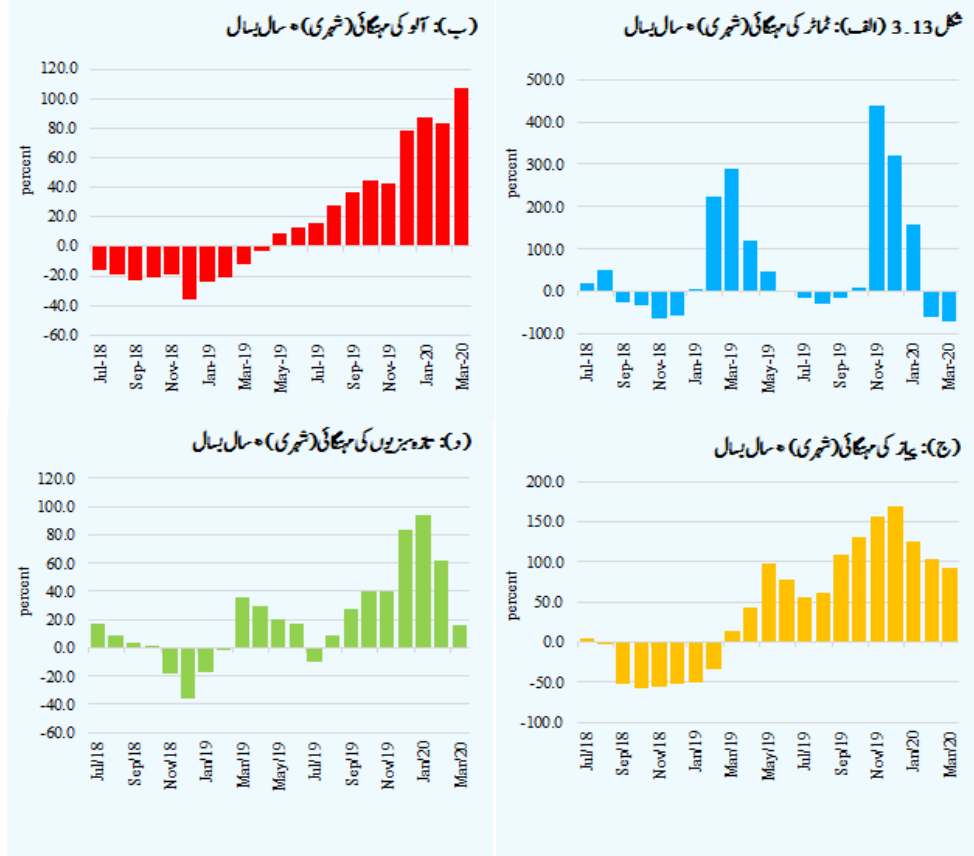 شکل 3.13 (الف): ٹماٹر کی مہنگائی (شہری) ہ سال بسال
500.0
400.0
300.0
200.0
100.0
0.0
-100.0
percent
Jul-18
Sep-18
Nov-18
Jan-19
Mar-19
May-19
Jul-19
Sep-19
Nov-19
Jan-20
Mar-20
(ب): آلو کی مہنگائی (شہری) ہ سال بسال
120.0
100.0
80.0
60.0
40.0
20.0
0.0
-20.0
-40.0
-60.0
percent
Jul-18
Sep-18
Nov-18
Jan-19
Mar-19
May-19
Jul-19
Sep-19
Nov-19
Jan-20
Mar-20
(ج): پیاز کی مہنگائی (شہری) ہ سال بسال
200.0
150.0
100.0
50.0
0.0
-50.0
-100.0
percent
Jul/18
Sep/18
Nov/18
Jan/19
Mar/19
May/19
Jul/19
Sep/19
Nov/19
Jan/20
Mar/20
(د): تازہ سبزیوں کی مہنگائی (شہری) ہ سال بسال
120.0
100.0
80.0
60.0
40.0
20.0
0.0
-20.0
-40.0
-60.0
percent
Jul/18
Sep/18
Nov/18
Jan/19
Mar/19
May/19
Jul/19
Sep/19
Nov/19
Jan/20
Mar/20